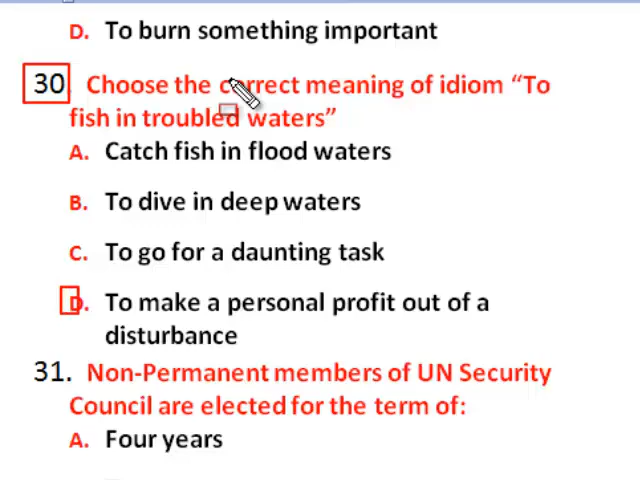 D. To burn something important
30 Choose the correct meaning of idiom “To
fish in troubled waters”
A. Catch fish in flood waters
B. To dive in deep waters
C. To go for a daunting task
D. To make a personal profit out of a
disturbance
31. Non-Permanent members of UN Security
Council are elected for the term of:
A. Four years